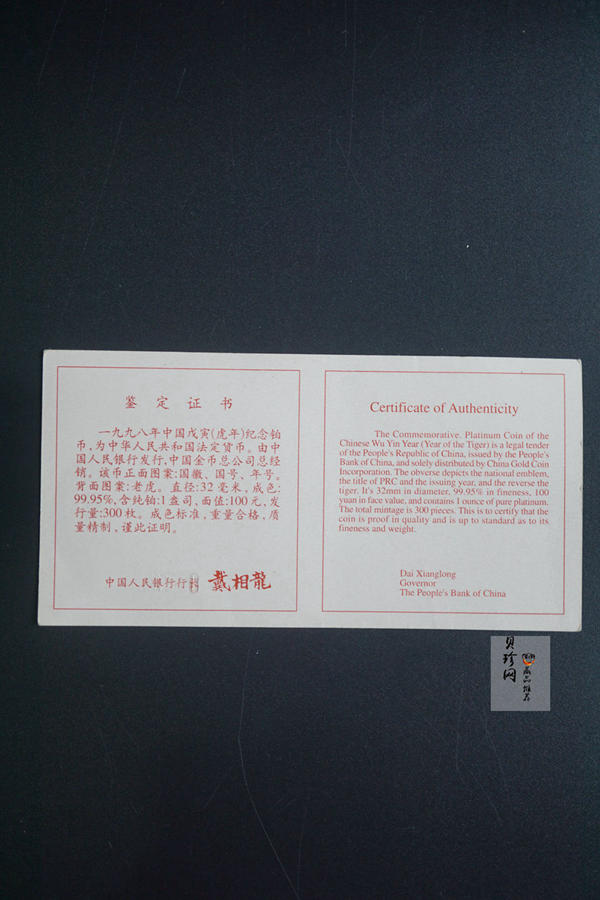 鉴定证书
一九九八年中国戊寅(虎年)纪念铂
币,为中华人民共和国法定货币。由中
国人民银行发行,中国金币总公司总经
销。该币正面图案:国徽、国号、年号。
背面图案:老虎。直径:32毫米,成色:
99.95%,含纯铂:1盎司,面值:100元,发
行量:300枚。成色标准,重量合格,质
量精制,谨此证明。
中国人民银行行长 戴相龍
Certificate of Authenticity
The Commemorative. Platinum Coin of the
Chinese Wu Yin Year (Year of the Tiger) is a legal tender
of the People's Republic of China, issued by the People's
Bank of China, and solely distributed by China Gold Coin
Incorporation. The obverse depicts the national emblem,
the title of PRC and the issuing year, and the reverse the
tiger. It's 32mm in diameter, 99.95% in fineness, 100
yuan in face value, and contains 1 ounce of pure platinum.
The total mintage is 300 pieces. This is to certify that the
coin is proof in quality and is up to standard as to its
fineness and weight.
Dai Xianglong
Governor
The People's Bank of China
珍网